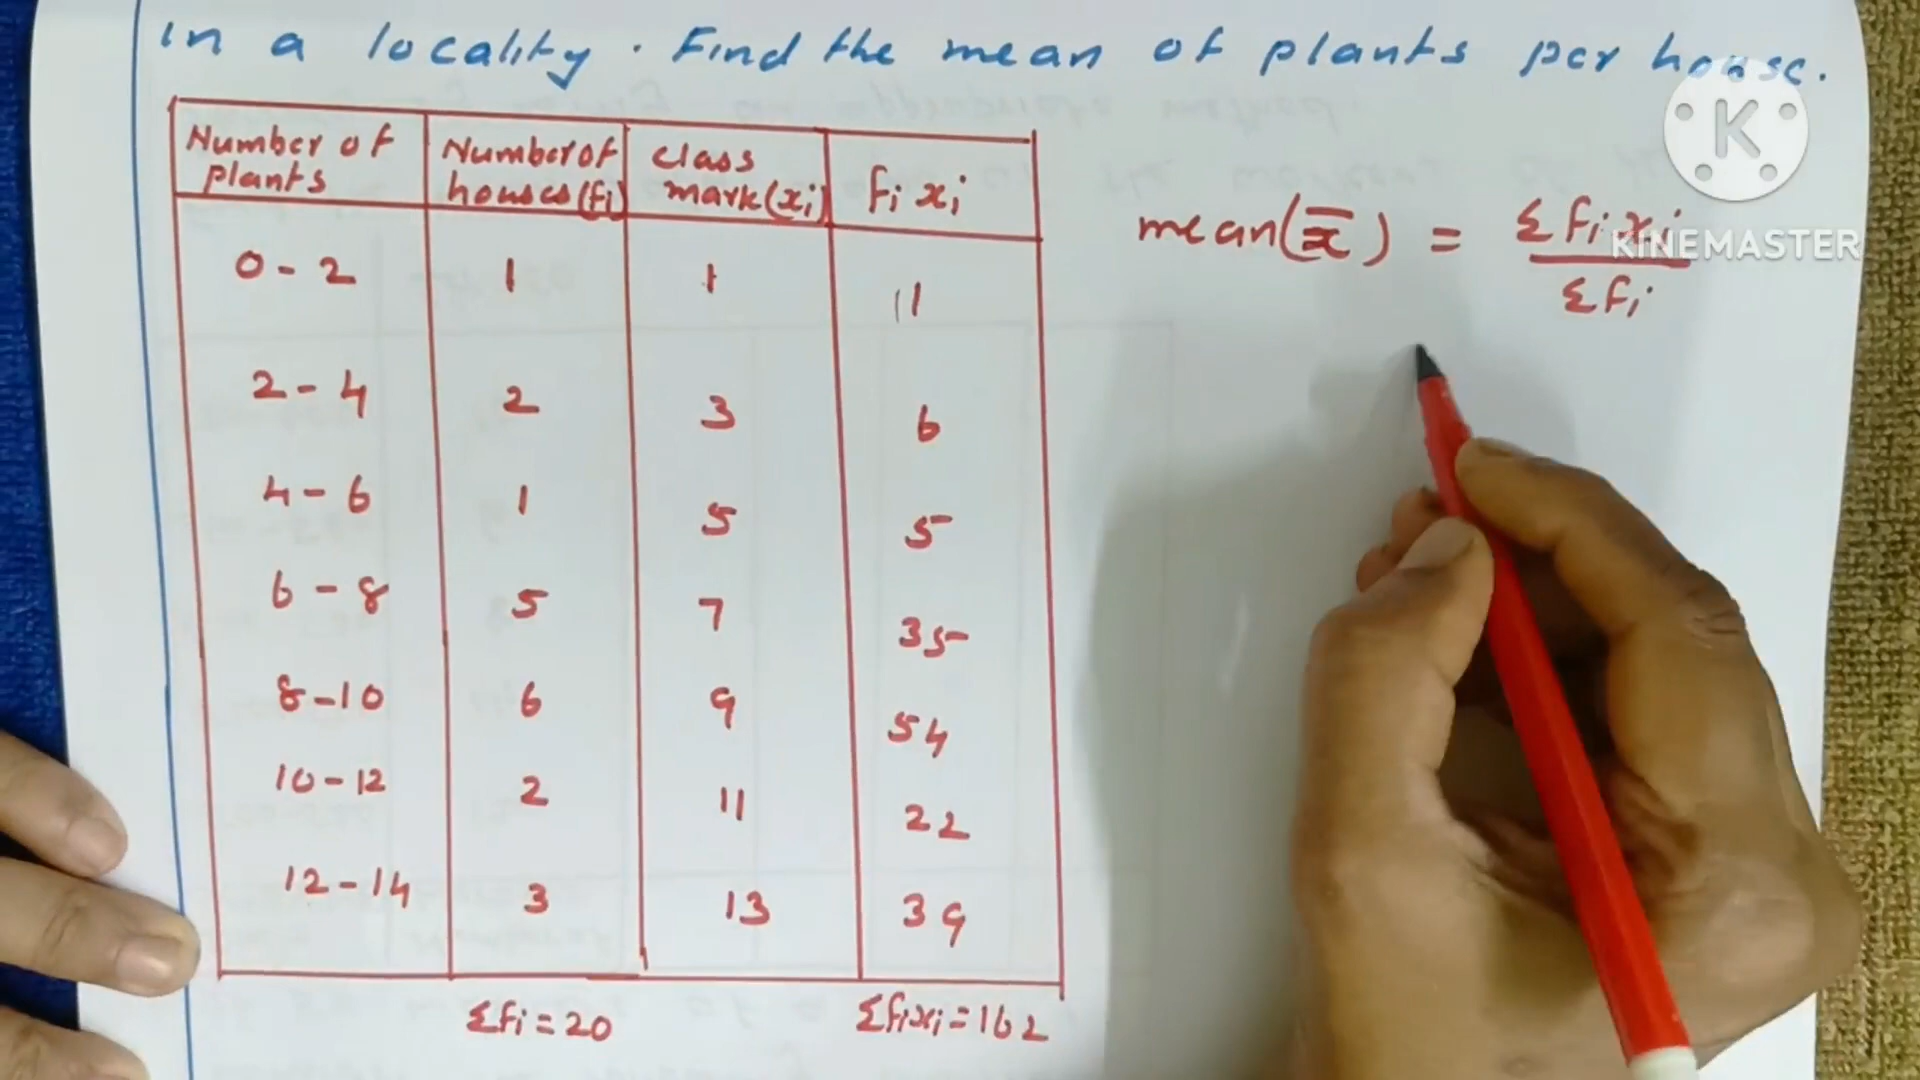 In a locality. Find the mean of plants per house.
Number of plants | Number of houses (fi) | Class mark (xi) | fi xi
0 - 2 | 1 | 1 | 11
2 - 4 | 2 | 3 | 6
4 - 6 | 1 | 5 | 5
6 - 8 | 5 | 7 | 35
8 - 10 | 6 | 9 | 54
10 - 12 | 2 | 11 | 22
12 - 14 | 3 | 13 | 39
Σfi = 20 | Σfixi = 162
mean(x̄) = Σfixi / Σfi
K
KINEMASTER